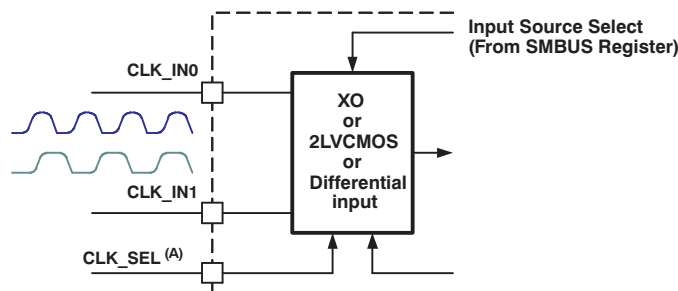 Input Source Select
(From SMBUS Register)
CLK_IN0
XO
or
2LVCMOS
or
Differential
input
CLK_IN1
CLK_SEL (A)